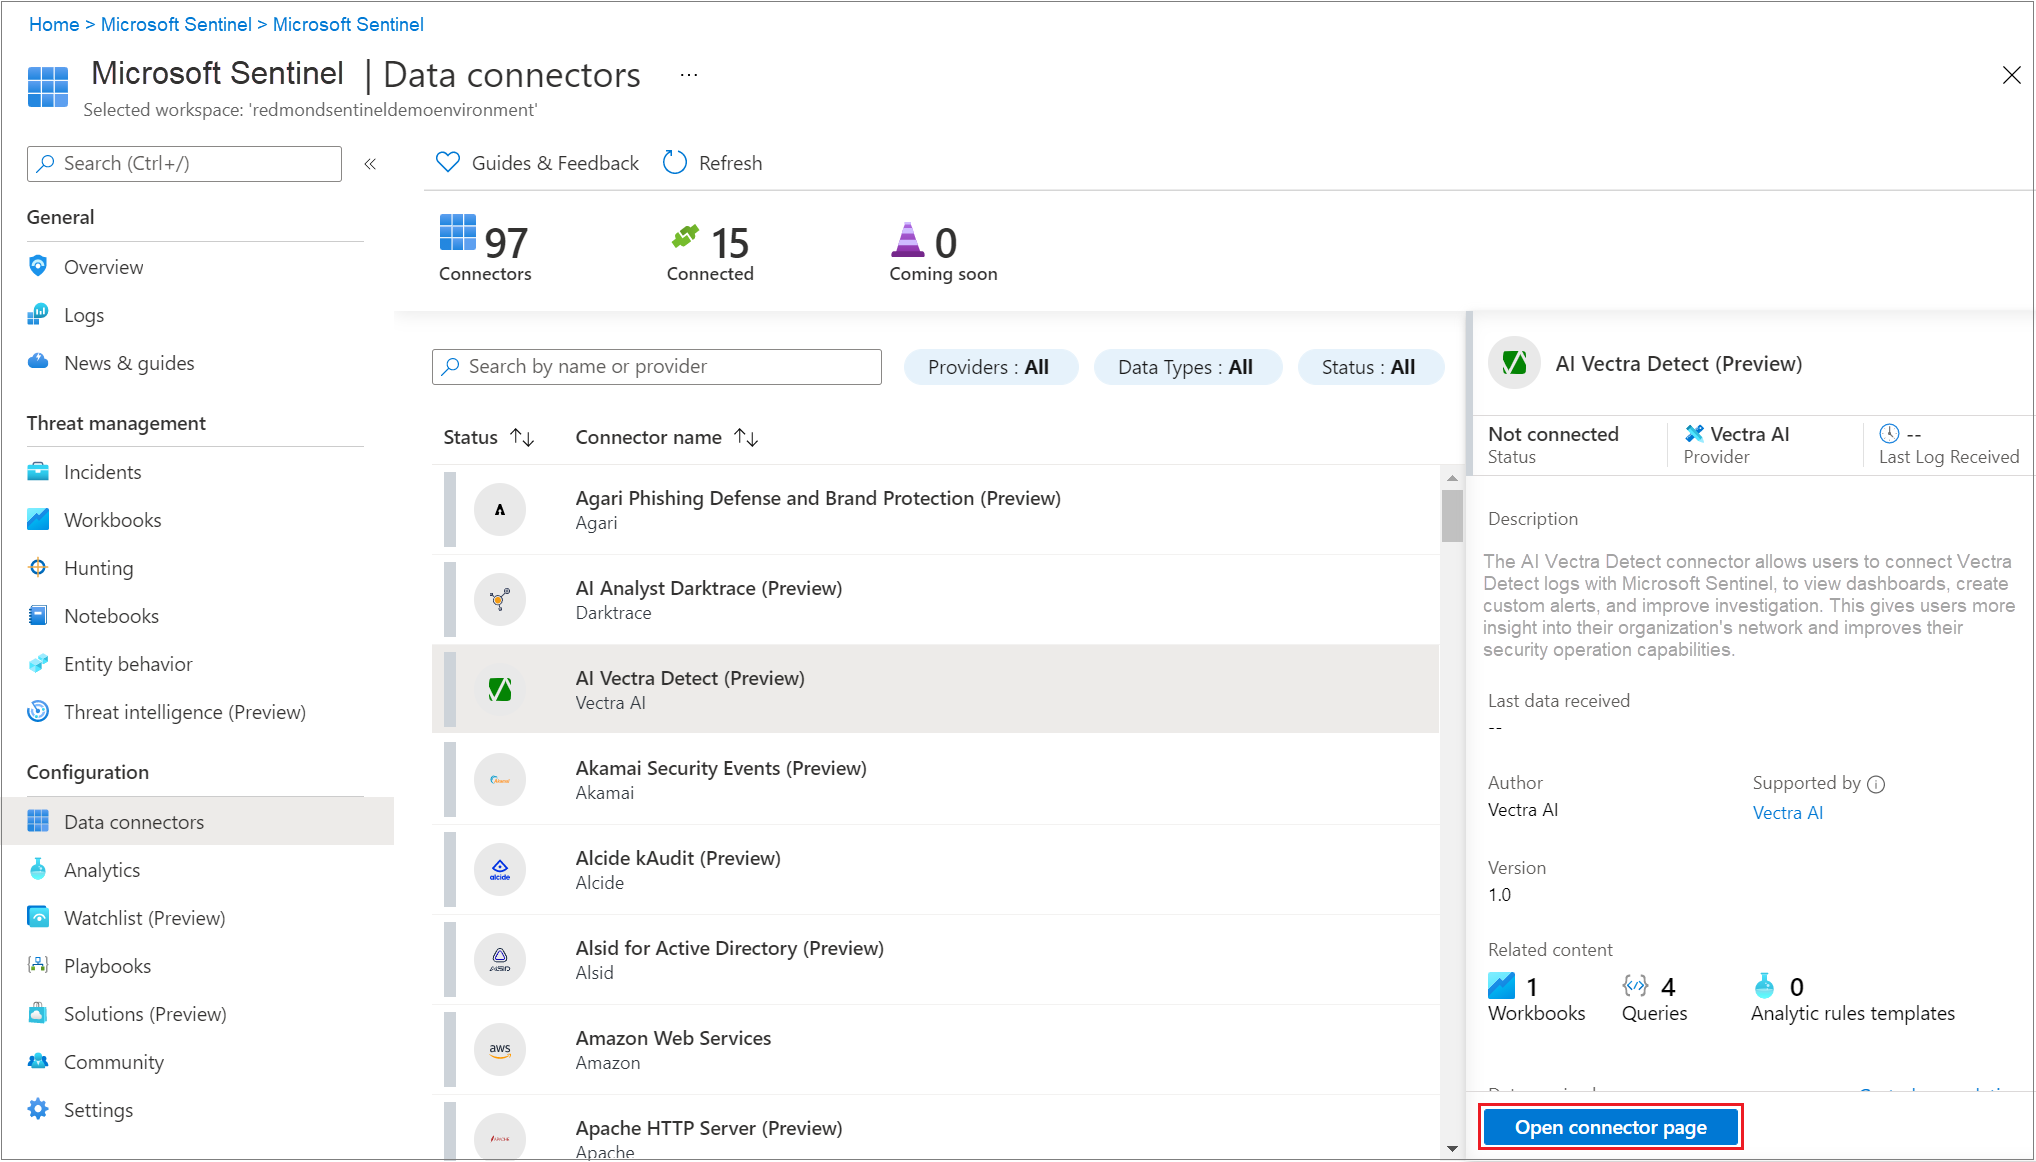 Home > Microsoft Sentinel > Microsoft Sentinel
Microsoft Sentinel | Data connectors ...
Selected workspace: 'redmondsentineldemoenvironment'
Search (Ctrl+/) «
General
Overview
Logs
News & guides
Threat management
Incidents
Workbooks
Hunting
Notebooks
Entity behavior
Threat intelligence (Preview)
Configuration
Data connectors
Analytics
Watchlist (Preview)
Playbooks
Solutions (Preview)
Community
Settings
Guides & Feedback Refresh
97 15 0
Connectors Connected Coming soon
Search by name or provider Providers : All Data Types : All Status : All
Status Connector name
Agari Phishing Defense and Brand Protection (Preview)
Agari
AI Analyst Darktrace (Preview)
Darktrace
AI Vectra Detect (Preview)
Vectra AI
Akamai Security Events (Preview)
Akamai
Alcide kAudit (Preview)
Alcide
alcide
Alsid for Active Directory (Preview)
Alsid
ALSID
Amazon Web Services
Amazon
aws
Apache HTTP Server (Preview)
Apache
AI Vectra Detect (Preview)
Not connected Vectra AI --
Status Provider Last Log Received
Description
The AI Vectra Detect connector allows users to connect Vectra
Detect logs with Microsoft Sentinel, to view dashboards, create
custom alerts, and improve investigation. This gives users more
insight into their organization's network and improves their
security operation capabilities.
Last data received
--
Author Supported by
Vectra AI Vectra AI
Version
1.0
Related content
1 4 0
Workbooks Queries Analytic rules templates
Open connector page